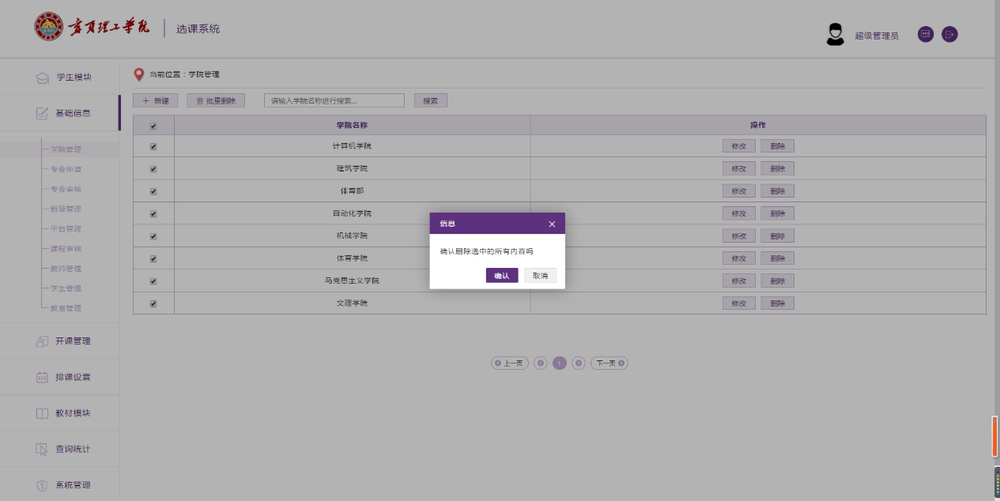 选课系统
超级管理员
学生模块
基础信息
学院管理
专业申请
专业审核
班级管理
平台管理
课程审核
教师管理
学生管理
教室管理
开课管理
排课设置
教材模块
查询统计
系统管理
当前位置：学院管理
新建 批量删除 请输入学院名称进行搜索... 搜索
学院名称 操作
计算机学院 修改 删除
建筑学院 修改 删除
体育部 修改 删除
自动化学院 修改 删除
机械学院 修改 删除
体育学院 修改 删除
马克思主义学院 修改 删除
文理学院 修改 删除
信息
确认删除选中的所有内容吗
确认 取消
上一页 1 下一页